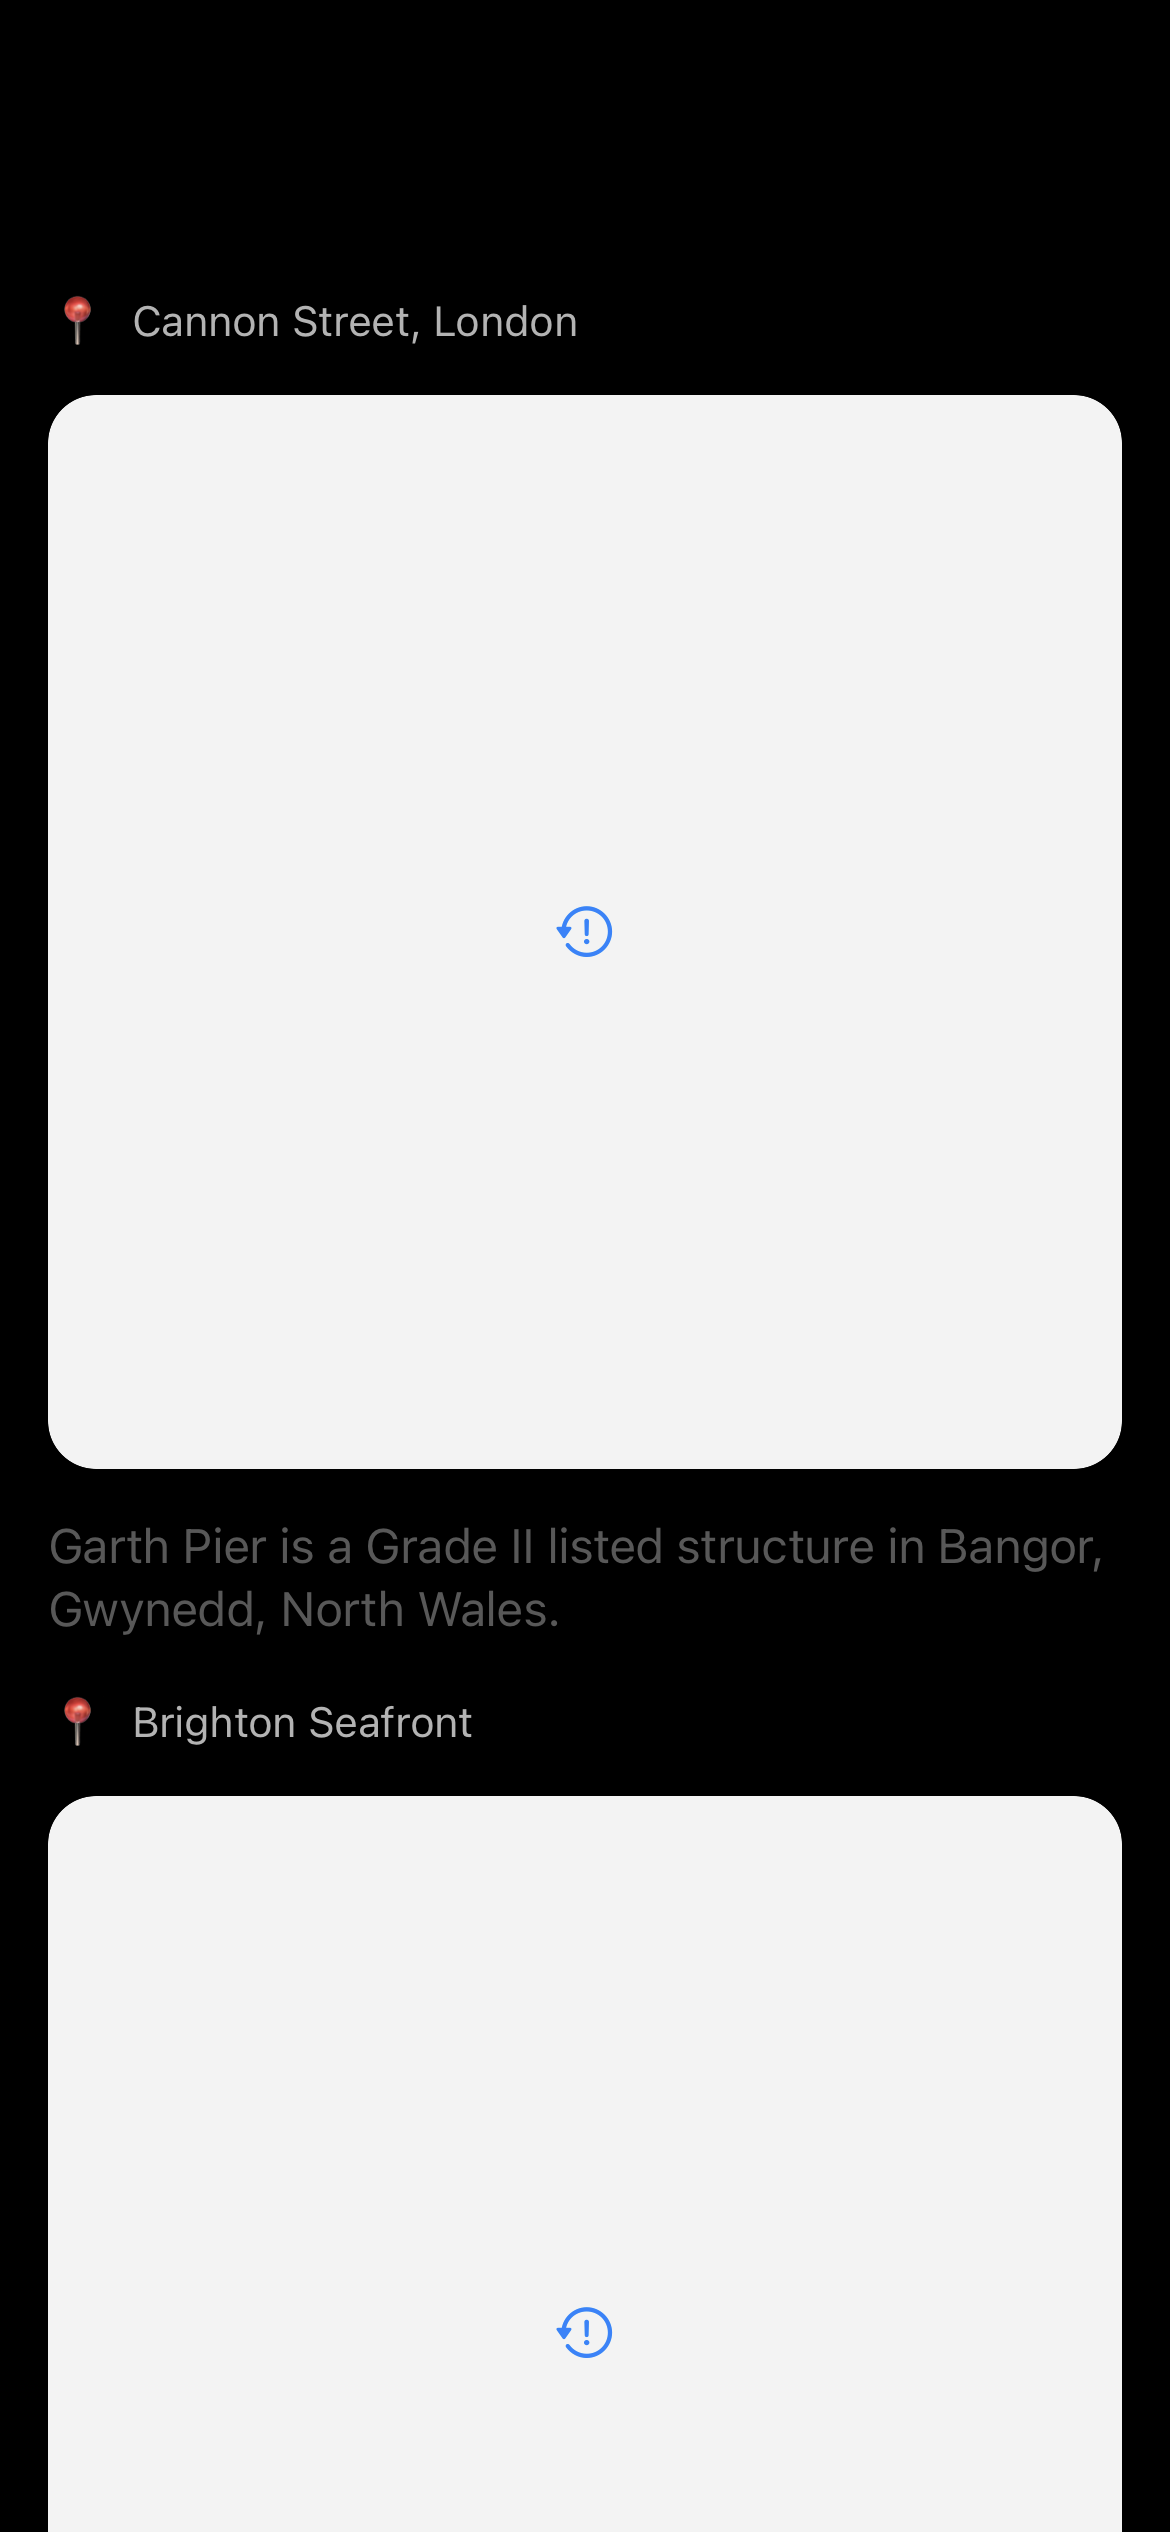 Cannon Street, London
Garth Pier is a Grade II listed structure in Bangor,
Gwynedd, North Wales.
Brighton Seafront